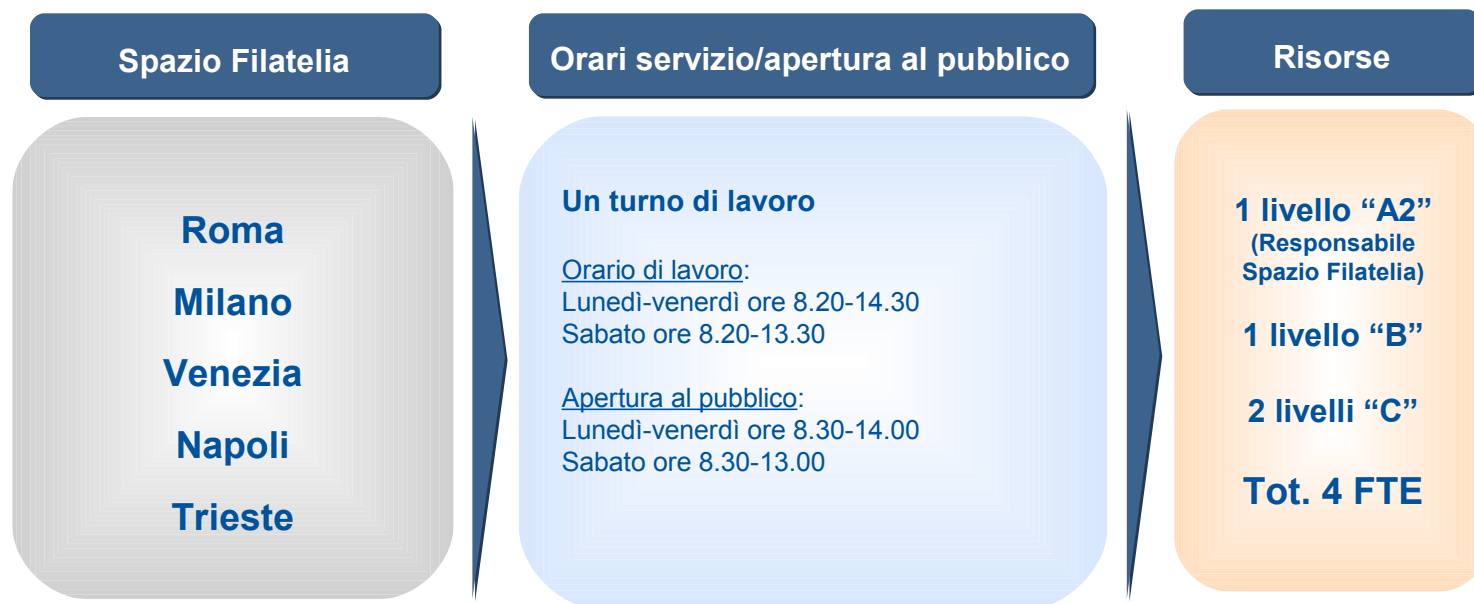 Spazio Filatelia
Orari servizio/apertura al pubblico
Risorse
Roma
Milano
Venezia
Napoli
Trieste
Un turno di lavoro
Orario di lavoro:
Lunedì-venerdì ore 8.20-14.30
Sabato ore 8.20-13.30
Apertura al pubblico:
Lunedì-venerdì ore 8.30-14.00
Sabato ore 8.30-13.00
1 livello “A2”
(Responsabile
Spazio Filatelia)
1 livello “B”
2 livelli “C”
Tot. 4 FTE